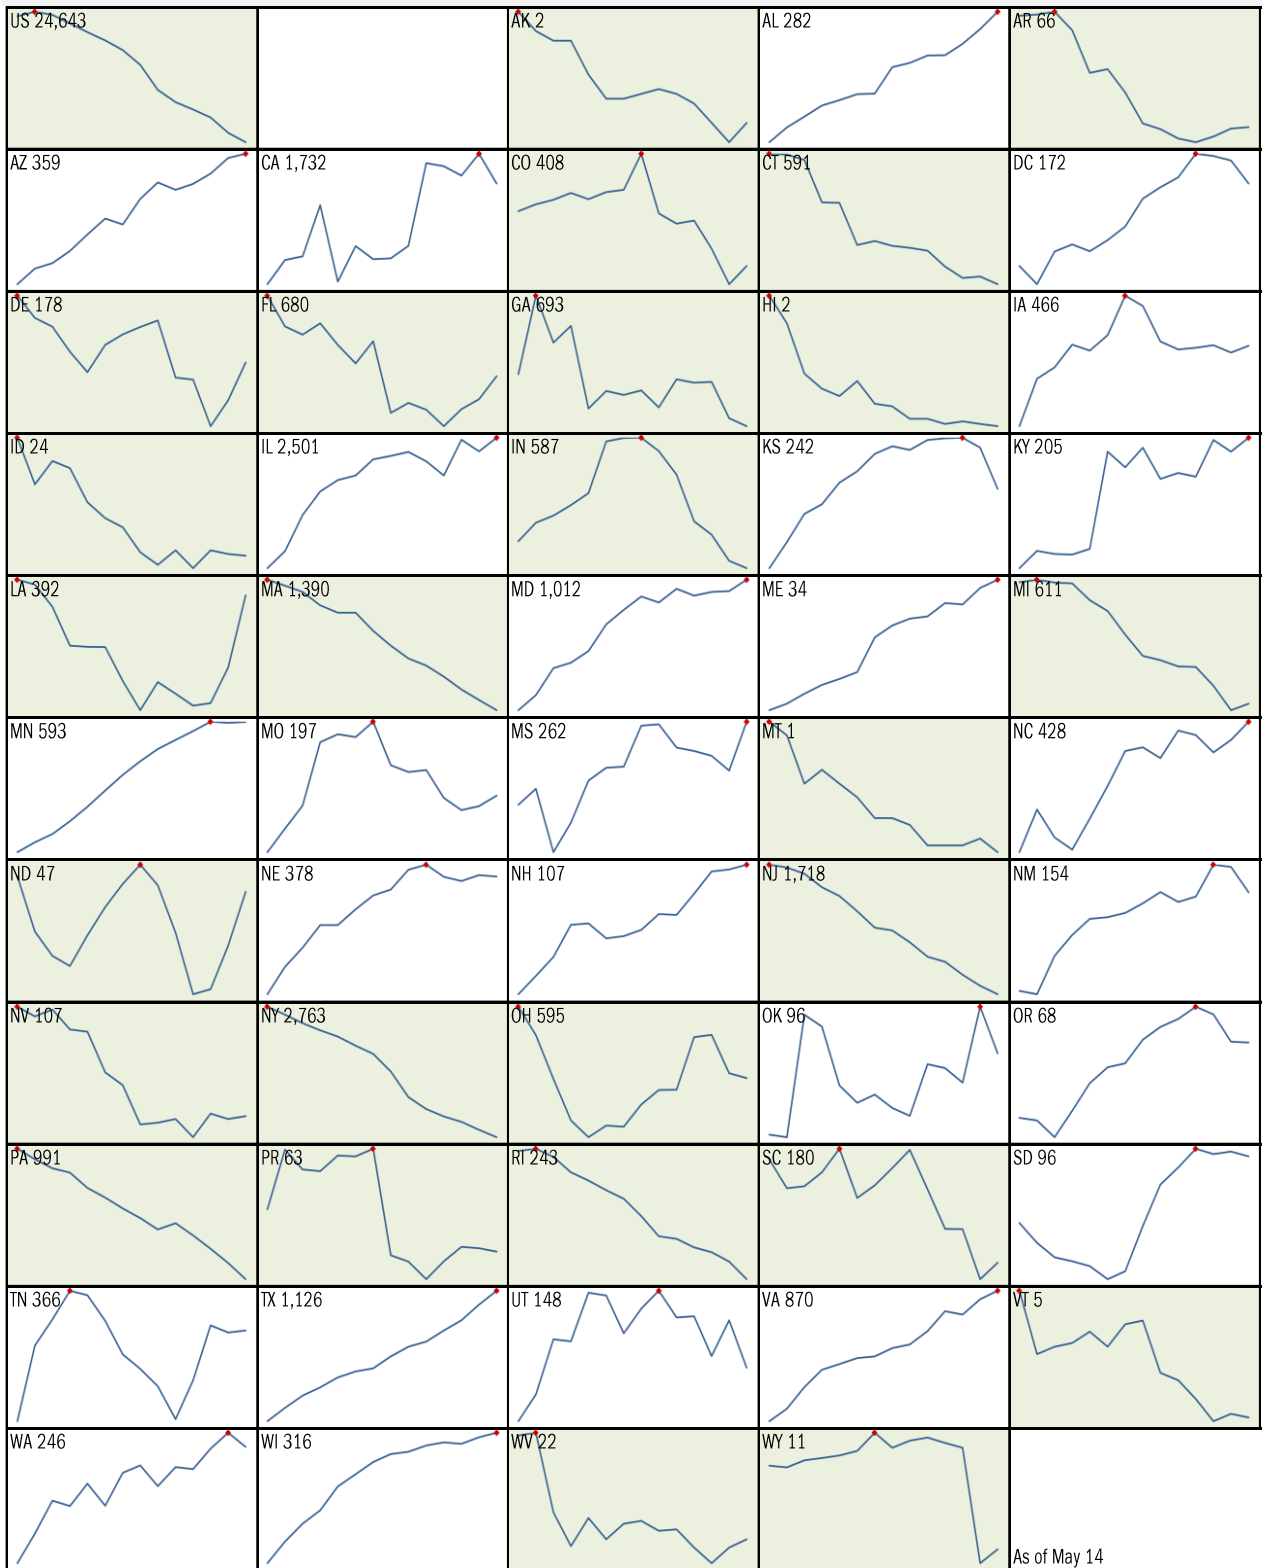 US 24,643
AK 2
AL 282
AR 66
AZ 359
CA 1,732
CO 408
CT 591
DC 172
DE 178
FL 680
GA 693
HI 2
IA 466
ID 24
IL 2,501
IN 587
KS 242
KY 205
LA 392
MA 1,390
MD 1,012
ME 34
MI 611
MN 593
MO 197
MS 262
MT 1
NC 428
ND 47
NE 378
NH 107
NJ 1,718
NM 154
NV 107
NY 2,763
OH 595
OK 96
OR 68
PA 991
PR 63
RI 243
SC 180
SD 96
TN 366
TX 1,126
UT 148
VA 870
VT 5
WA 246
WI 316
WV 22
WY 11
As of May 14